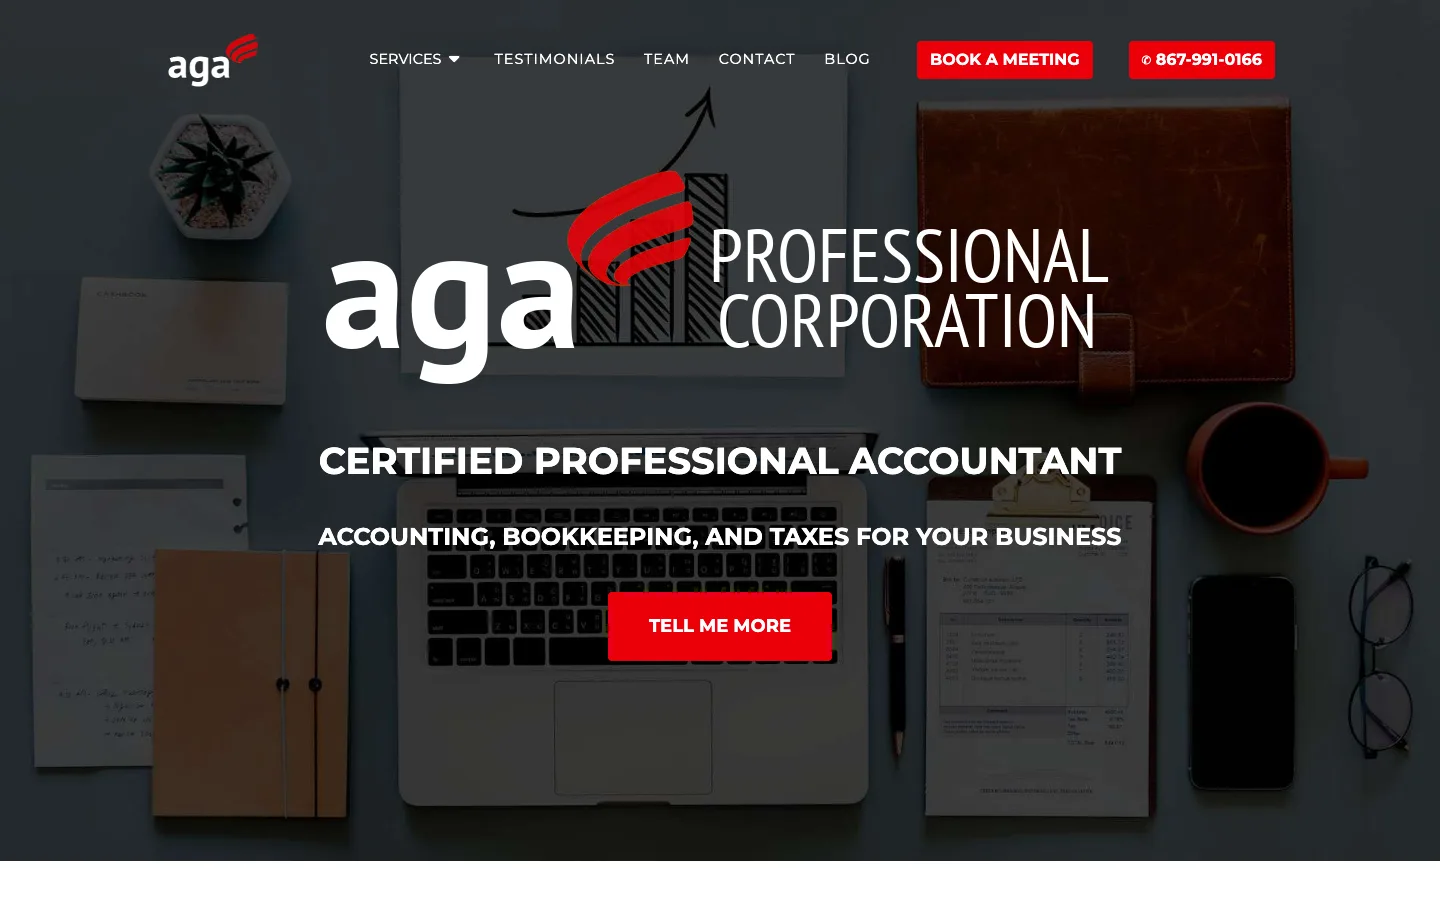 aga
SERVICES
TESTIMONIALS
TEAM
CONTACT
BLOG
BOOK A MEETING
✆ 867-991-0166
aga
PROFESSIONAL
CORPORATION
CERTIFIED PROFESSIONAL ACCOUNTANT
ACCOUNTING, BOOKKEEPING, AND TAXES FOR YOUR BUSINESS
TELL ME MORE